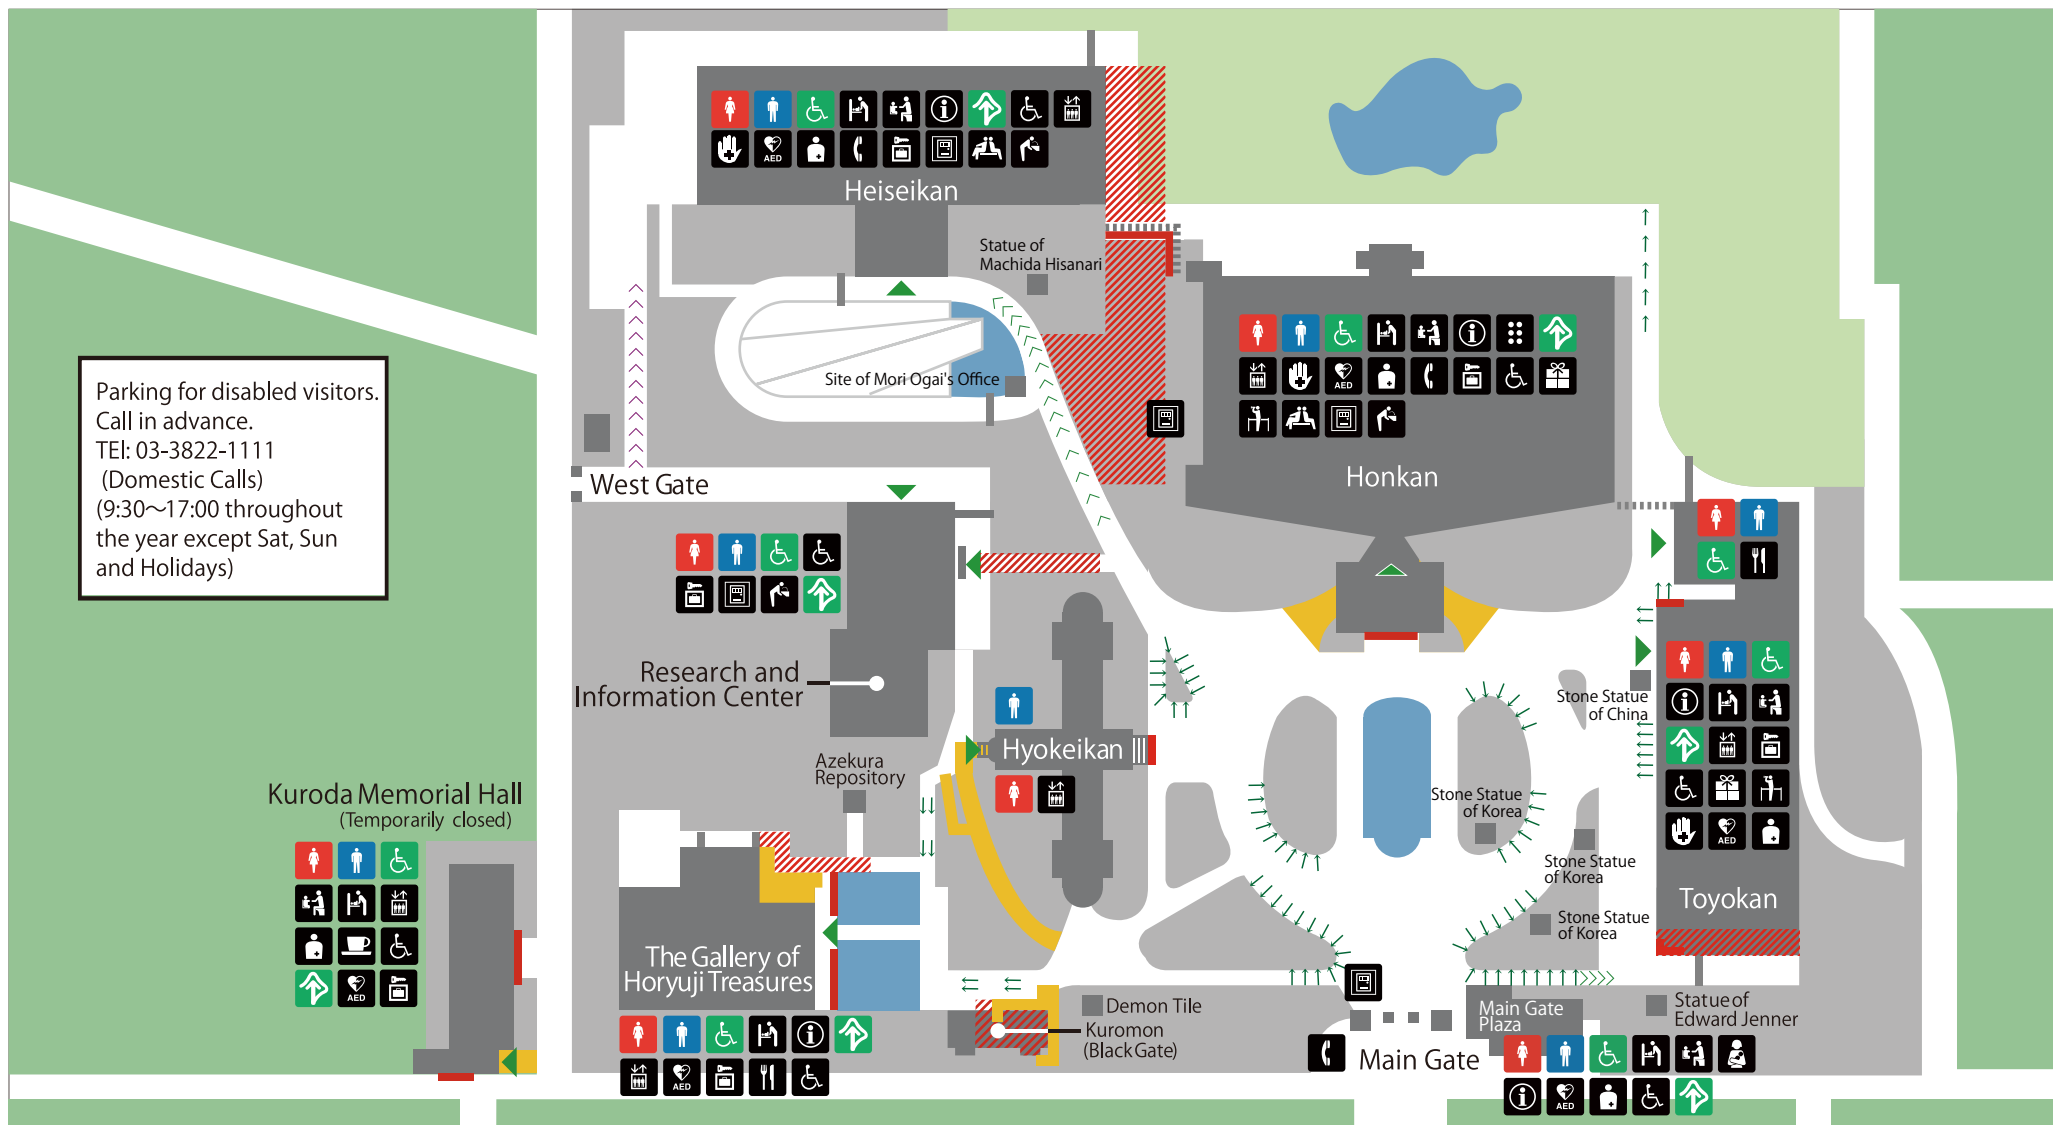 AED
Heiseikan
Statue of
Machida Hisanari
Site of Mori Ogai's Office
Parking for disabled visitors.
Call in advance.
TEl: 03-3822-1111
(Domestic Calls)
(9:30～17:00 throughout
the year except Sat, Sun
and Holidays)
AED
Honkan
West Gate
Research and
Information Center
Stone Statue
of China
Hyokeikan
Azekura
Repository
Kuroda Memorial Hall
(Temporarily closed)
Stone Statue
of Korea
AED
Stone Statue
of Korea
Toyokan
Stone Statue
of Korea
The Gallery of
Horyuji Treasures
AED
Demon Tile
Kuromon
(Black Gate)
Main Gate
Plaza
Statue of
Edward Jenner
Main Gate
AED
AED